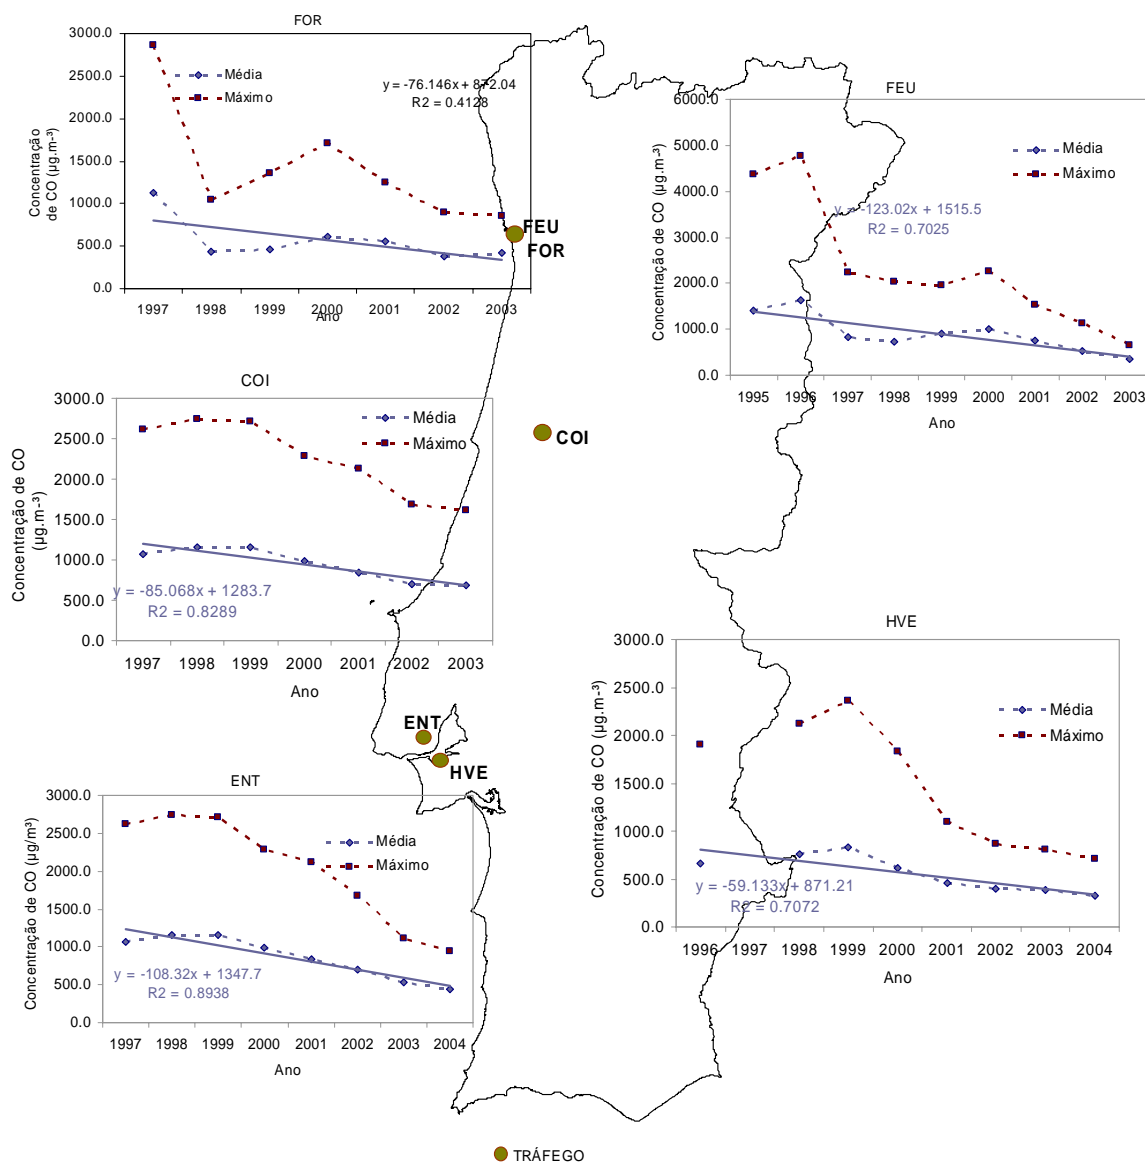 FOR
3000.0
2500.0
2000.0
1500.0
1000.0
500.0
0.0
Concentração
de CO (µg.m-³)
Média
Máximo
y = -76.146x + 872.04
R2 = 0.4128
1997 1998 1999 2000 2001 2002 2003
Ano
FEU
6000.0
5000.0
4000.0
3000.0
2000.0
1000.0
0.0
Concentração de CO (µg.m-³)
Média
Máximo
y = -123.02x + 1515.5
R2 = 0.7025
1995 1996 1997 1998 1999 2000 2001 2002 2003
Ano
FEU
FOR
COI
3000.0
2500.0
2000.0
1500.0
1000.0
500.0
0.0
Concentração de CO
(µg.m-³)
Média
Máximo
y = -85.068x + 1283.7
R2 = 0.8289
1997 1998 1999 2000 2001 2002 2003
Ano
COI
HVE
3000.0
2500.0
2000.0
1500.0
1000.0
500.0
0.0
Concentração de CO (µg.m-³)
Média
Máximo
y = -59.133x + 871.21
R2 = 0.7072
1996 1997 1998 1999 2000 2001 2002 2003 2004
Ano
ENT
HVE
ENT
3000.0
2500.0
2000.0
1500.0
1000.0
500.0
0.0
Concentração de CO (µg/m³)
Média
Máximo
y = -108.32x + 1347.7
R2 = 0.8938
1997 1998 1999 2000 2001 2002 2003 2004
Ano
TRÁFEGO